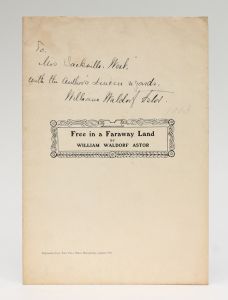 To.
Mrs Sackville-West
with the Author's sincere regards.
William Waldorf Astor.
Free in a Faraway Land
BY
WILLIAM WALDORF ASTOR